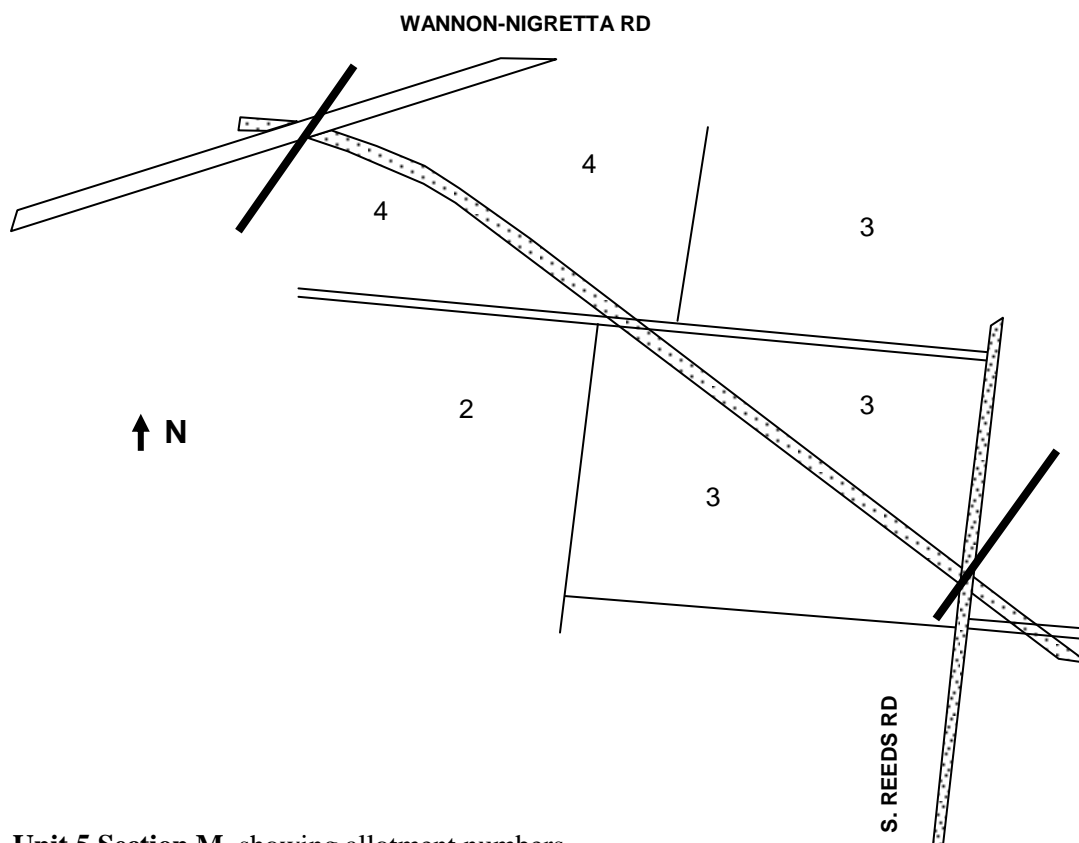 WANNON-NIGRETTA RD
4
4
3
N
2
3
3
S. REEDS RD
Unit 5 Section M, showing allotment numbers